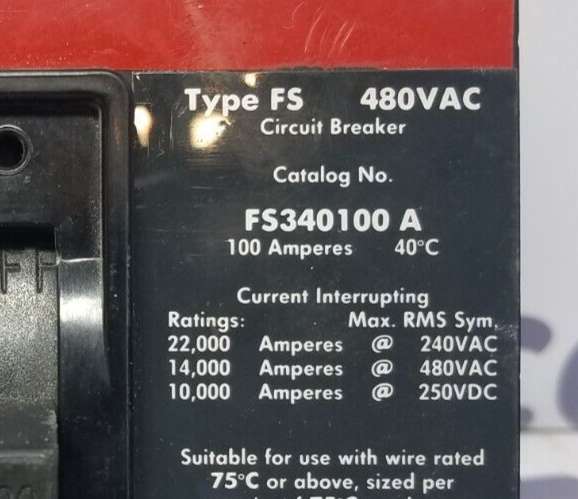 Type FS 480VAC
Circuit Breaker
Catalog No.
FS340100 A
100 Amperes 40°C
Current Interrupting
Ratings: Max. RMS Sym.
22,000 Amperes @ 240VAC
14,000 Amperes @ 480VAC
10,000 Amperes @ 250VDC
Suitable for use with wire rated
75°C or above, sized per